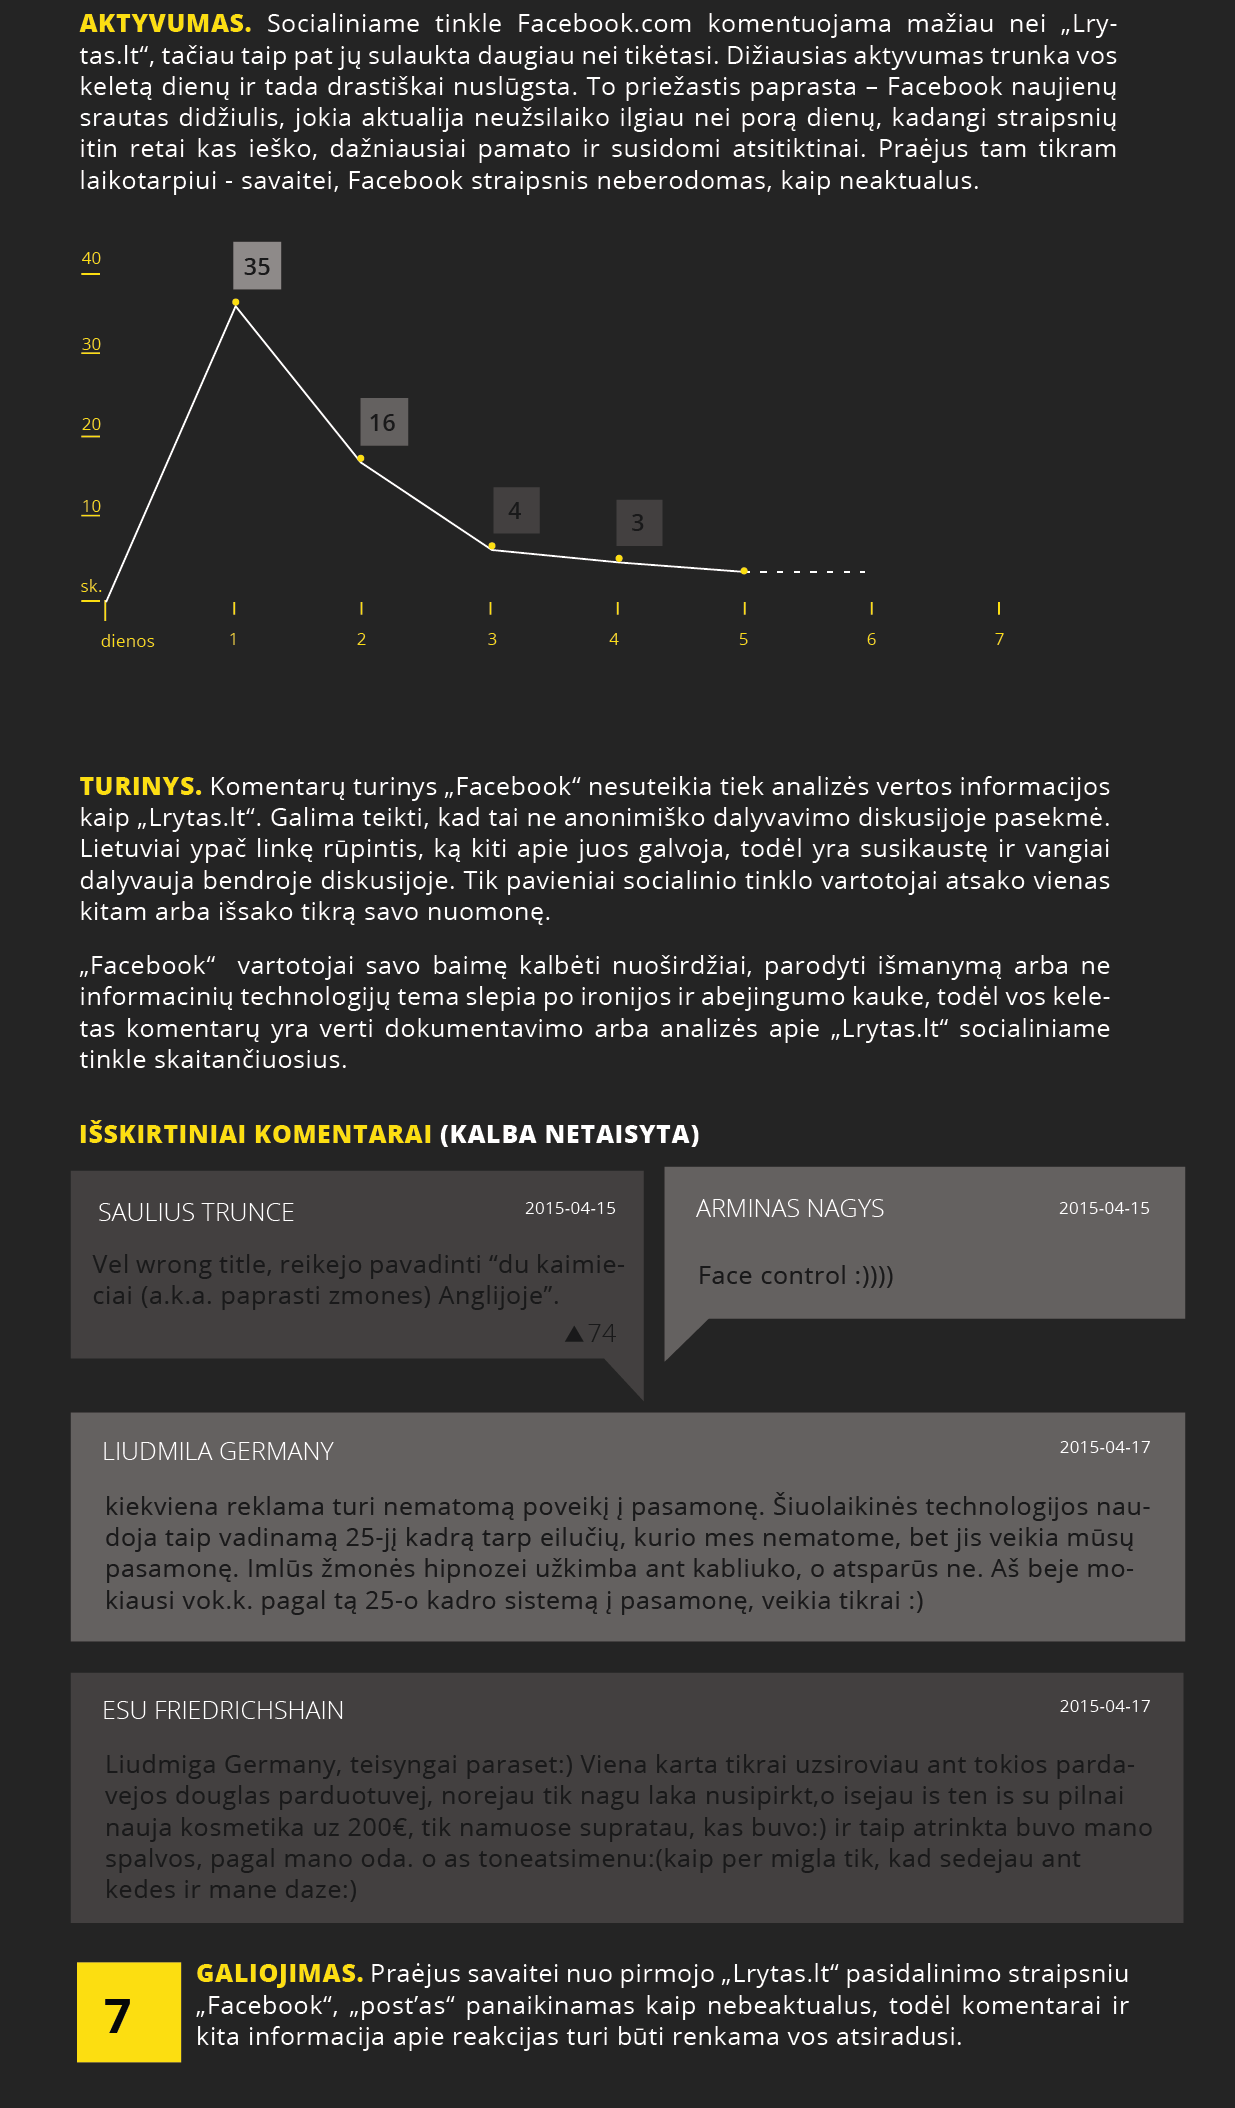 AKTYVUMAS. Socialiniame tinkle Facebook.com komentuojama mažiau nei „Lry-
tas.lt“, tačiau taip pat jų sulaukta daugiau nei tikėtasi. Dižiausias aktyvumas trunka vos
keletą dienų ir tada drastiškai nuslūgsta. To priežastis paprasta – Facebook naujienų
srautas didžiulis, jokia aktualija neužsilaiko ilgiau nei porą dienų, kadangi straipsnių
itin retai kas ieško, dažniausiai pamato ir susidomi atsitiktinai. Praėjus tam tikram
laikotarpiui - savaitei, Facebook straipsnis neberodomas, kaip neaktualus.
40
35
30
20
16
10
4
3
sk.
dienos 1 2 3 4 5 6 7
TURINYS. Komentarų turinys „Facebook“ nesuteikia tiek analizės vertos informacijos
kaip „Lrytas.lt“. Galima teikti, kad tai ne anonimiško dalyvavimo diskusijoje pasekmė.
Lietuviai ypač linkę rūpintis, ką kiti apie juos galvoja, todėl yra susikaustę ir vangiai
dalyvauja bendroje diskusijoje. Tik pavieniai socialinio tinklo vartotojai atsako vienas
kitam arba išsako tikrą savo nuomonę.
„Facebook“ vartotojai savo baimę kalbėti nuoširdžiai, parodyti išmanymą arba ne
informacinių technologijų tema slepia po ironijos ir abejingumo kauke, todėl vos kele-
tas komentarų yra verti dokumentavimo arba analizės apie „Lrytas.lt“ socialiniame
tinkle skaitančiuosius.
IŠSKIRTINIAI KOMENTARAI (KALBA NETAISYTA)
SAULIUS TRUNCE 2015-04-15
Vel wrong title, reikejo pavadinti “du kaimie-
ciai (a.k.a. paprasti zmones) Anglijoje”.
▲74
ARMINAS NAGYS 2015-04-15
Face control :))))
LIUDMILA GERMANY 2015-04-17
kiekviena reklama turi nematomą poveikį į pasamonę. Šiuolaikinės technologijos nau-
doja taip vadinamą 25-jį kadrą tarp eilučių, kurio mes nematome, bet jis veikia mūsų
pasamonę. Imlūs žmonės hipnozei užkimba ant kabliuko, o atsparūs ne. Aš beje mo-
kiausi vok.k. pagal tą 25-o kadro sistemą į pasamonę, veikia tikrai :)
ESU FRIEDRICHSHAIN 2015-04-17
Liudmiga Germany, teisyngai paraset:) Viena karta tikrai uzsiroviau ant tokios parda-
vejos douglas parduotuvej, norejau tik nagu laka nusipirkt,o isejau is ten is su pilnai
nauja kosmetika uz 200€, tik namuose supratau, kas buvo:) ir taip atrinkta buvo mano
spalvos, pagal mano oda. o as toneatsimenu:(kaip per migla tik, kad sedejau ant
kedes ir mane daze:)
7
GALIOJIMAS. Praėjus savaitei nuo pirmojo „Lrytas.lt“ pasidalinimo straipsniu
„Facebook“, „post’as“ panaikinamas kaip nebeaktualus, todėl komentarai ir
kita informacija apie reakcijas turi būti renkama vos atsiradusi.